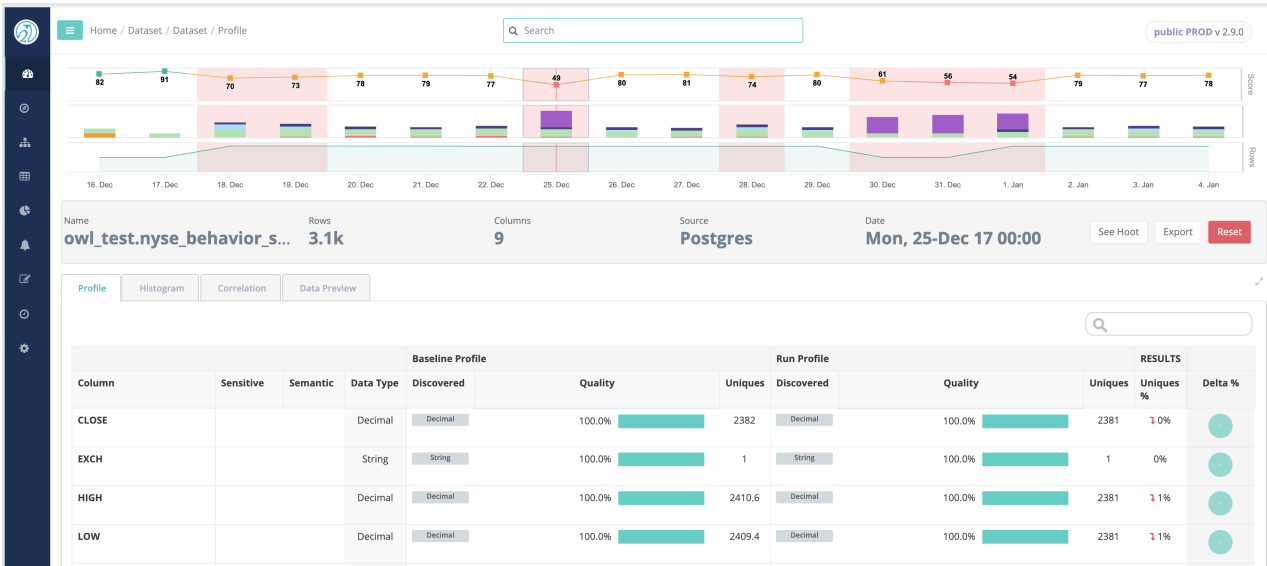 Home / Dataset / Dataset / Profile
Search
public PROD v 2.9.0
82 91 70 73 78 79 77 49 80 81 74 80 61 56 54 79 77 78
Score
Rows
16. Dec 17. Dec 18. Dec 19. Dec 20. Dec 21. Dec 22. Dec 25. Dec 26. Dec 27. Dec 28. Dec 29. Dec 30. Dec 31. Dec 1. Jan 2. Jan 3. Jan 4. Jan
Name Rows Columns Source Date
owl_test.nyse_behavior_s... 3.1k 9 Postgres Mon, 25-Dec 17 00:00 See Hoot Export Reset
Profile Histogram Correlation Data Preview
Baseline Profile Run Profile RESULTS
Column Sensitive Semantic Data Type Discovered Quality Uniques Discovered Quality Uniques Uniques % Delta %
CLOSE Decimal Decimal 100.0% 2382 Decimal 100.0% 2381 0%
EXCH String String 100.0% 1 String 100.0% 1 0%
HIGH Decimal Decimal 100.0% 2410.6 Decimal 100.0% 2381 1%
LOW Decimal Decimal 100.0% 2409.4 Decimal 100.0% 2381 1%